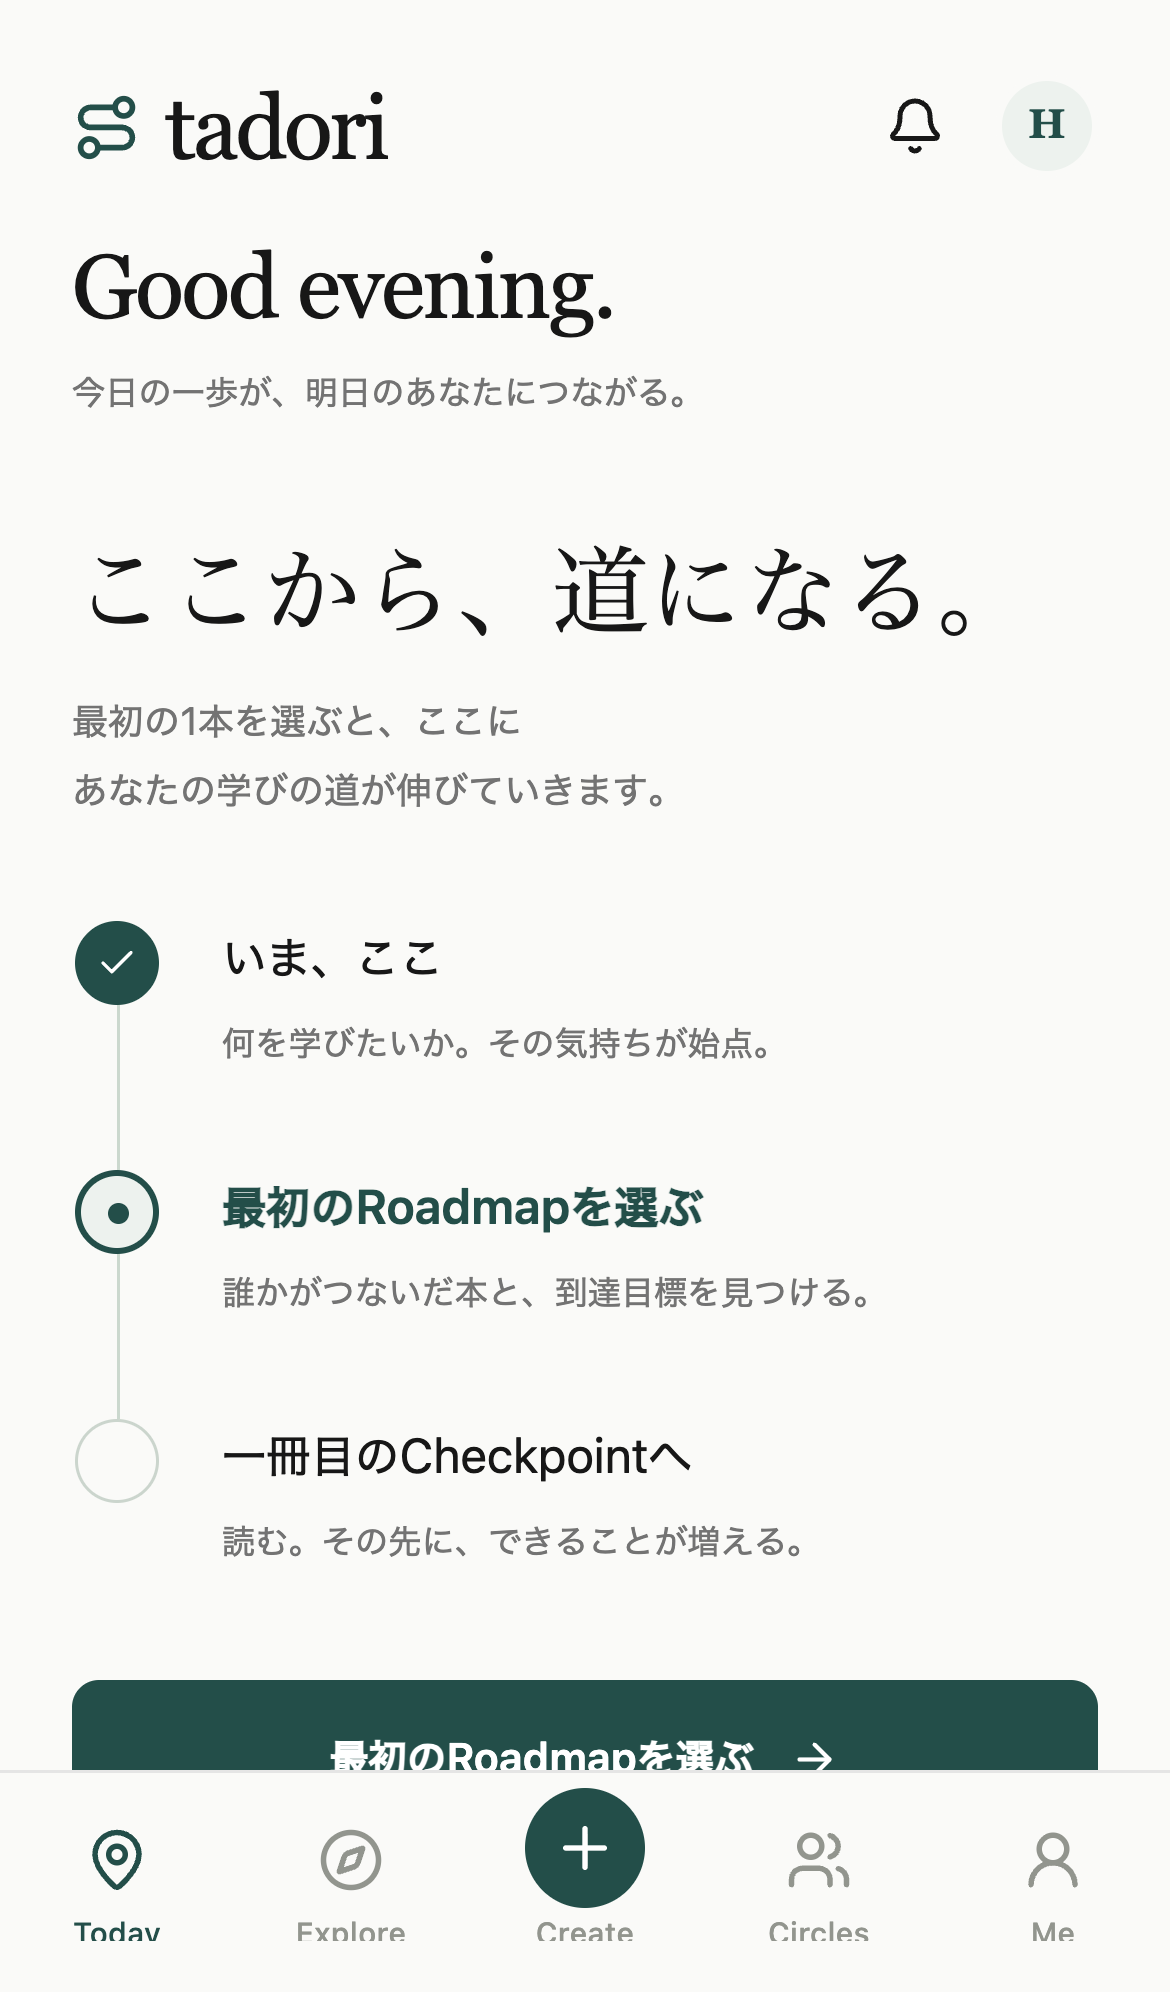 tadori
H
Good evening.
今日の一歩が、明日のあなたにつながる。
ここから、道になる。
最初の1本を選ぶと、ここに
あなたの学びの道が伸びていきます。
いま、ここ
何を学びたいか。その気持ちが始点。
最初のRoadmapを選ぶ
誰かがつないだ本と、到達目標を見つける。
一冊目のCheckpointへ
読む。その先に、できることが増える。
最初のRoadmapを選ぶ →
Today
Explore
Create
Circles
Me